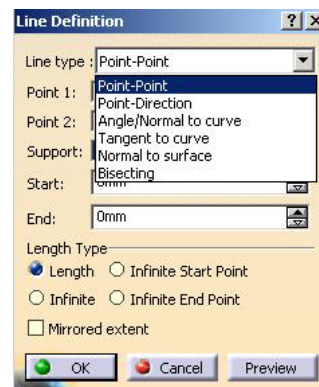 Line Definition
Line type : Point-Point
Point 1:
Point-Point
Point-Direction
Point 2:
Angle/Normal to curve
Tangent to curve
Support:
Normal to surface
Bisecting
Start: 0mm
End: 0mm
Length Type
Length Infinite Start Point
Infinite Infinite End Point
Mirrored extent
OK Cancel Preview